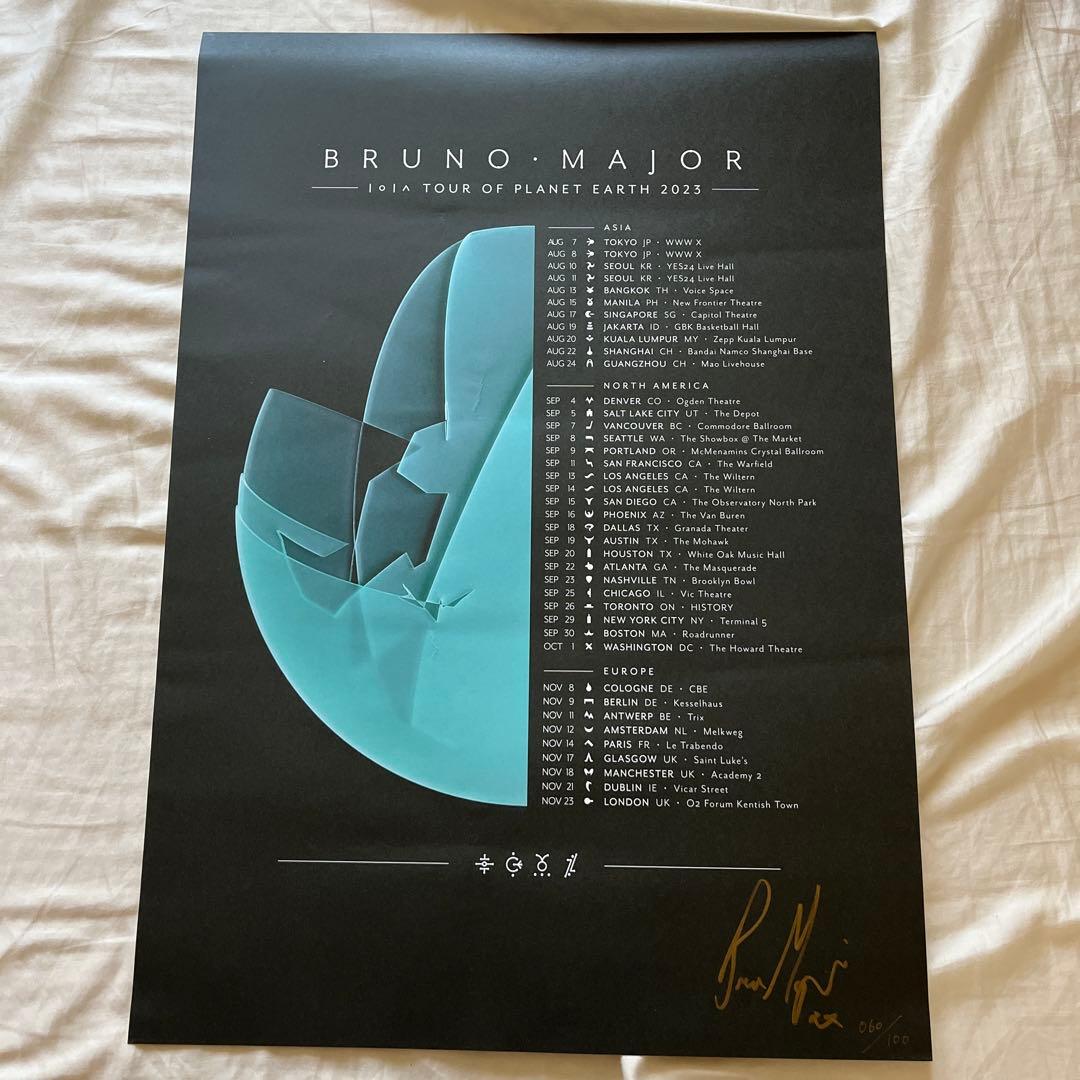 BRUNO · MAJOR
TOUR OF PLANET EARTH 2023
ASIA
AUG 7 TOKYO JP · WWW X
AUG 8 TOKYO JP · WWW X
AUG 10 SEOUL KR · YES24 Live Hall
AUG 11 SEOUL KR · YES24 Live Hall
AUG 13 BANGKOK TH · Voice Space
AUG 15 MANILA PH · New Frontier Theatre
AUG 17 SINGAPORE SG · Capitol Theatre
AUG 19 JAKARTA ID · GBK Basketball Hall
AUG 20 KUALA LUMPUR MY · Zepp Kuala Lumpur
AUG 22 SHANGHAI CH · Bandai Namco Shanghai Base
AUG 24 GUANGZHOU CH · Mao Livehouse
NORTH AMERICA
SEP 4 DENVER CO · Ogden Theatre
SEP 5 SALT LAKE CITY UT · The Depot
SEP 7 VANCOUVER BC · Commodore Ballroom
SEP 8 SEATTLE WA · The Showbox @ The Market
SEP 9 PORTLAND OR · McMenamins Crystal Ballroom
SEP 11 SAN FRANCISCO CA · The Warfield
SEP 13 LOS ANGELES CA · The Wiltern
SEP 14 LOS ANGELES CA · The Wiltern
SEP 15 SAN DIEGO CA · The Observatory North Park
SEP 16 PHOENIX AZ · The Van Buren
SEP 18 DALLAS TX · Granada Theater
SEP 19 AUSTIN TX · The Mohawk
SEP 20 HOUSTON TX · White Oak Music Hall
SEP 22 ATLANTA GA · The Masquerade
SEP 23 NASHVILLE TN · Brooklyn Bowl
SEP 25 CHICAGO IL · Vic Theatre
SEP 26 TORONTO ON · HISTORY
SEP 29 NEW YORK CITY NY · Terminal 5
SEP 30 BOSTON MA · Roadrunner
OCT 1 WASHINGTON DC · The Howard Theatre
EUROPE
NOV 8 COLOGNE DE · CBE
NOV 9 BERLIN DE · Kesselhaus
NOV 11 ANTWERP BE · Trix
NOV 12 AMSTERDAM NL · Melkweg
NOV 14 PARIS FR · Le Trabendo
NOV 17 GLASGOW UK · Saint Luke's
NOV 18 MANCHESTER UK · Academy 2
NOV 21 DUBLIN IE · Vicar Street
NOV 23 LONDON UK · O2 Forum Kentish Town
Bruno Major
xx
060/100